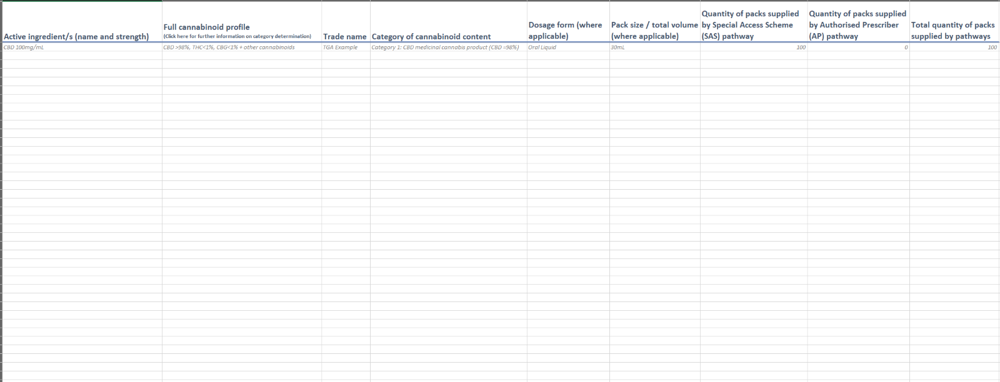 Active ingredient/s (name and strength)
Full cannabinoid profile
(Click here for further information on category determination)
Trade name
Category of cannabinoid content
Dosage form (where
applicable)
Pack size / total volume
(where applicable)
Quantity of packs supplied
by Special Access Scheme
(SAS) pathway
Quantity of packs supplied
by Authorised Prescriber
(AP) pathway
Total quantity of packs
supplied by pathways
CBD 100mg/mL
CBD >98%, THC<1%, CBG<1% + other cannabinoids
TGA Example
Category 1: CBD medicinal cannabis product (CBD =98%)
Oral Liquid
30mL
100
0
100